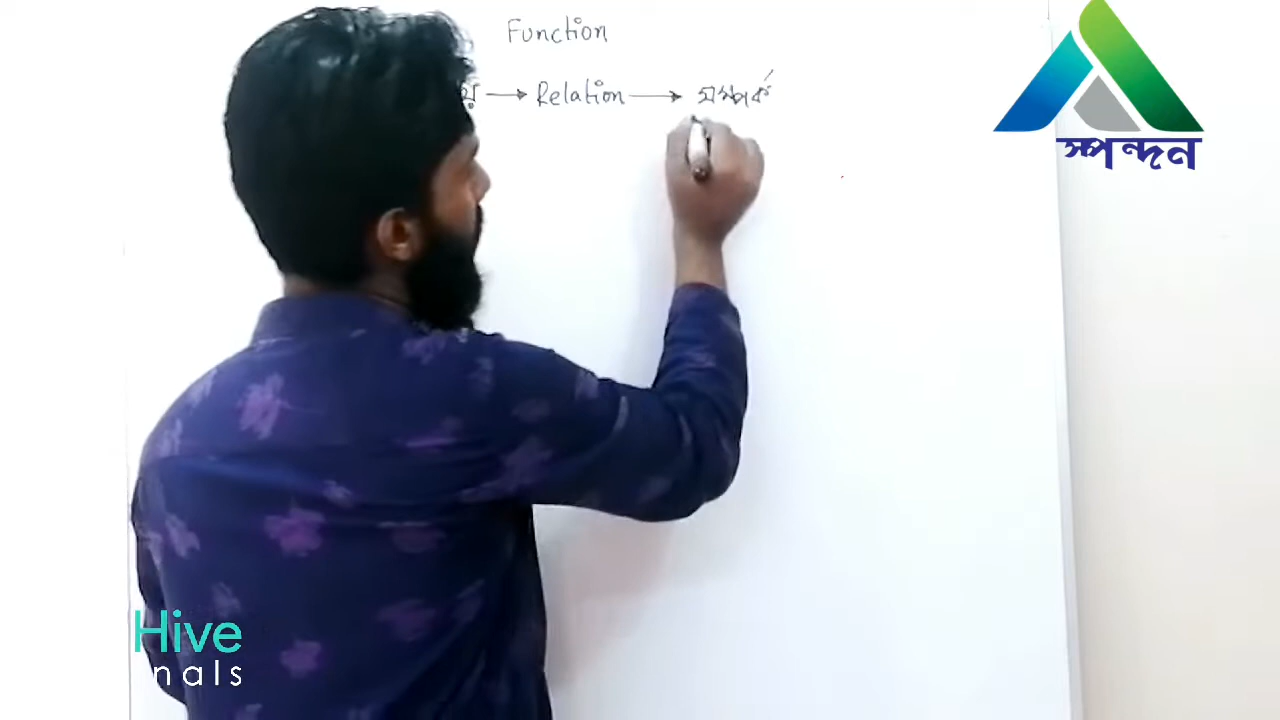 Function
→ Relation → সম্পর্ক
স্পন্দন
Hive
nals